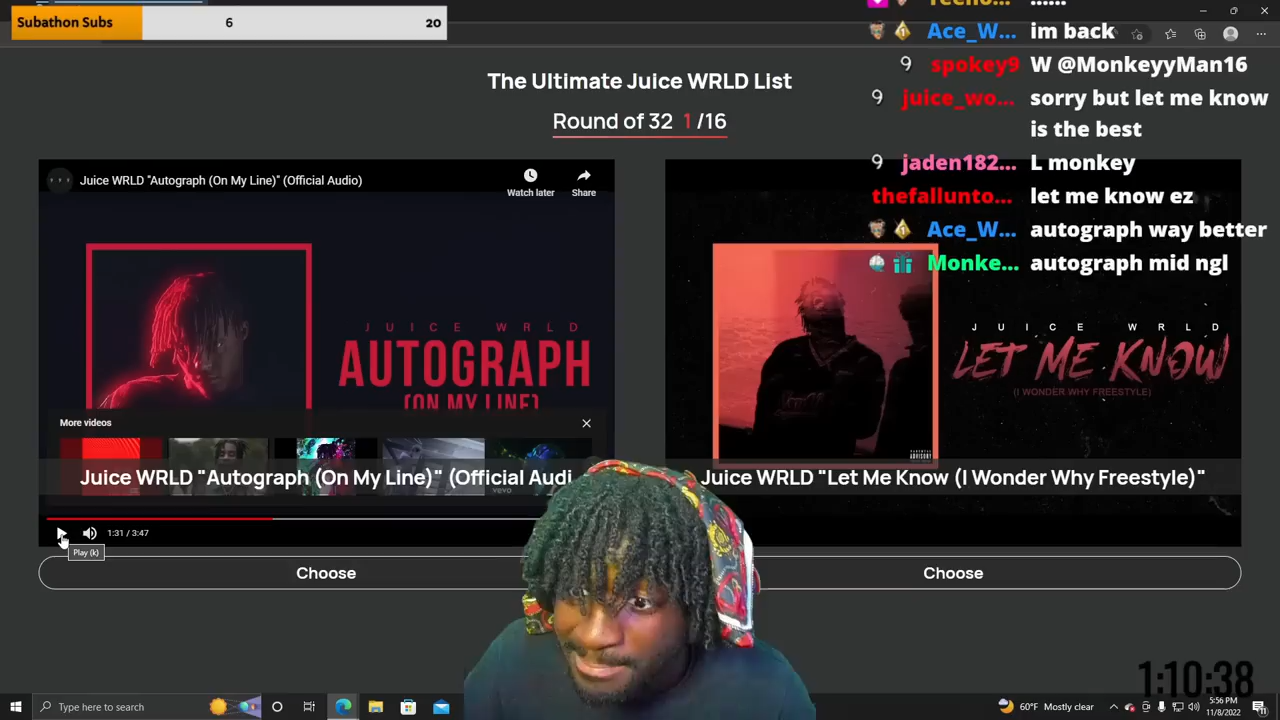 Subathon Subs
6
20
Ace_W... im back
spokey9 W @MonkeyyMan16
juice_wo... sorry but let me know
is the best
jaden182... L monkey
thefallunto... let me know ez
Ace_W... autograph way better
Monke... autograph mid ngl
The Ultimate Juice WRLD List
Round of 32 1 /16
Juice WRLD "Autograph (On My Line)" (Official Audio)
Watch later
Share
JUICE WRLD
AUTOGRAPH
(ON MY LINE)
More videos
vevo
Juice WRLD "Autograph (On My Line)" (Official Audi
1:31 / 3:47
Play (k)
Choose
JUICE WRLD
LET ME KNOW
(I WONDER WHY FREESTYLE)
Juice WRLD "Let Me Know (I Wonder Why Freestyle)"
Choose
1:10:38
Type here to search
60°F Mostly clear
5:56 PM
11/8/2022